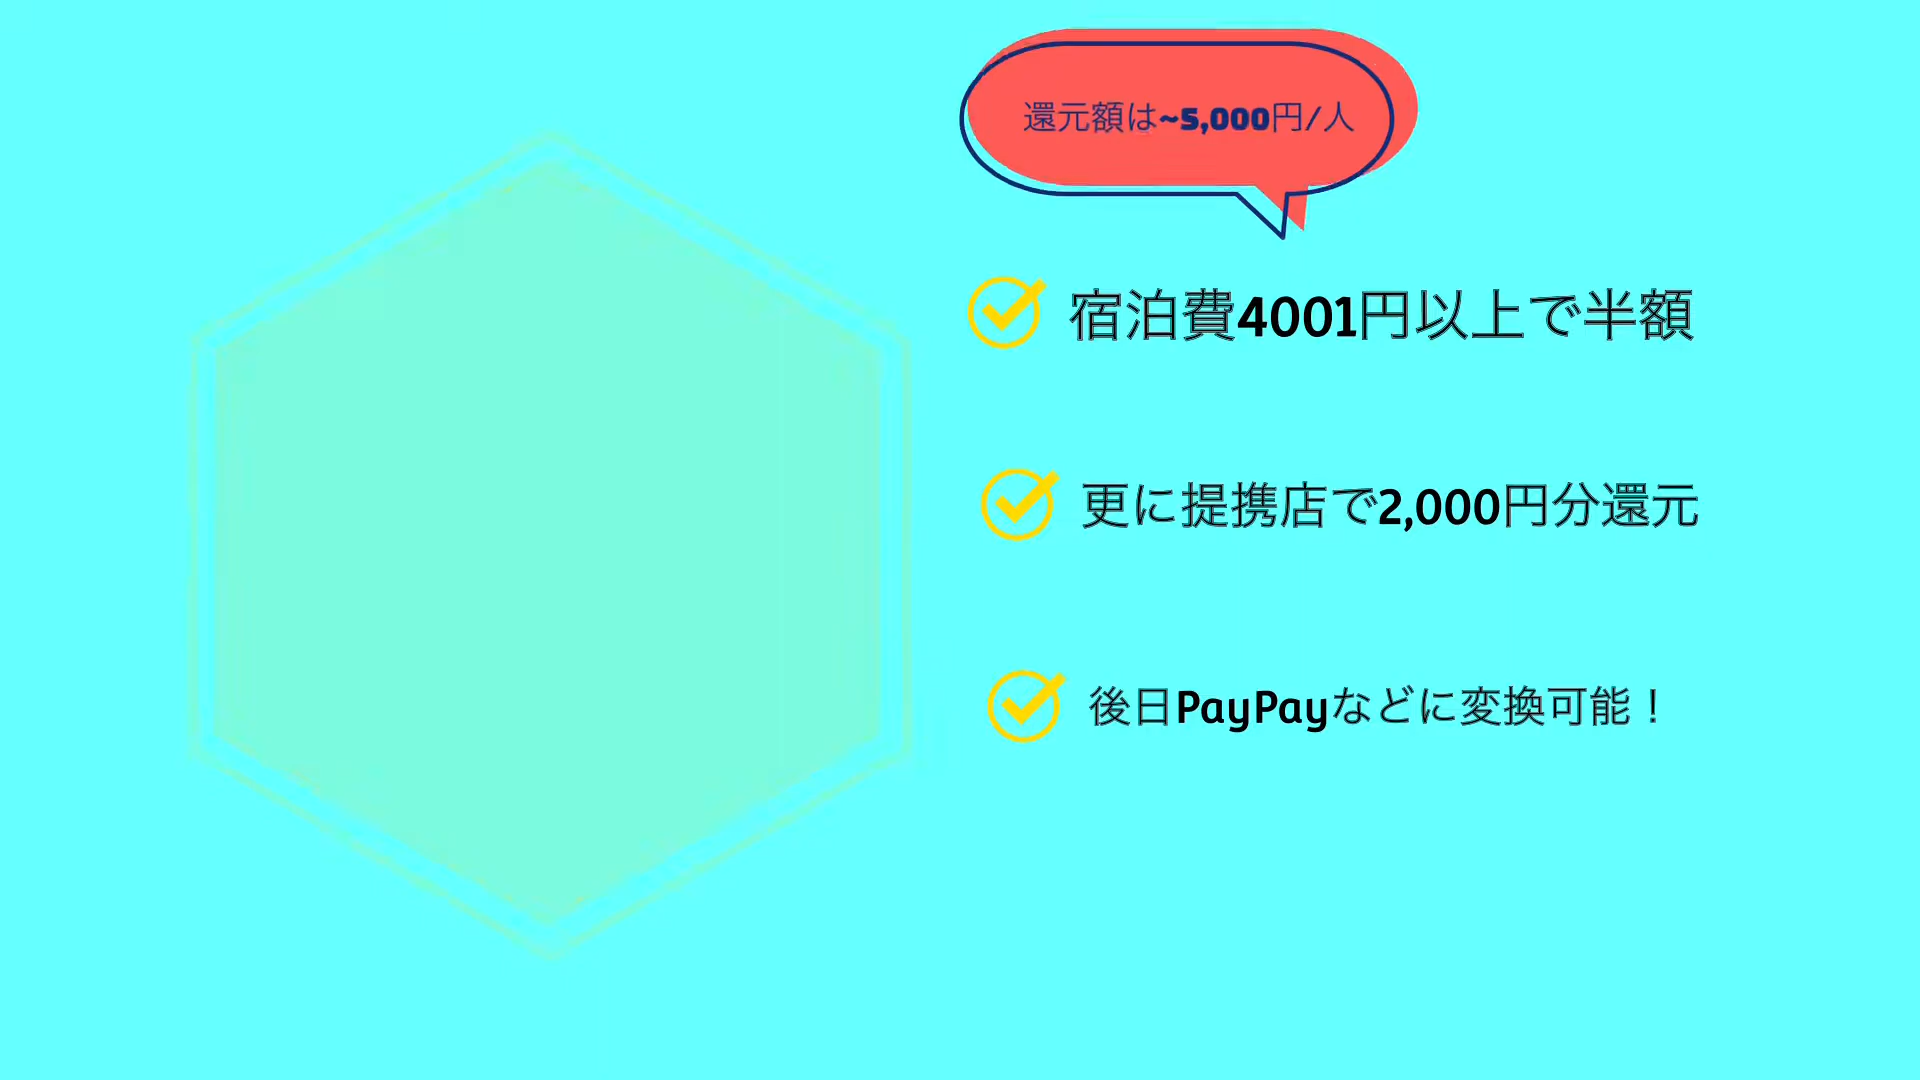 還元額は~5,000円/人
宿泊費4001円以上で半額
更に提携店で2,000円分還元
後日PayPayなどに変換可能！